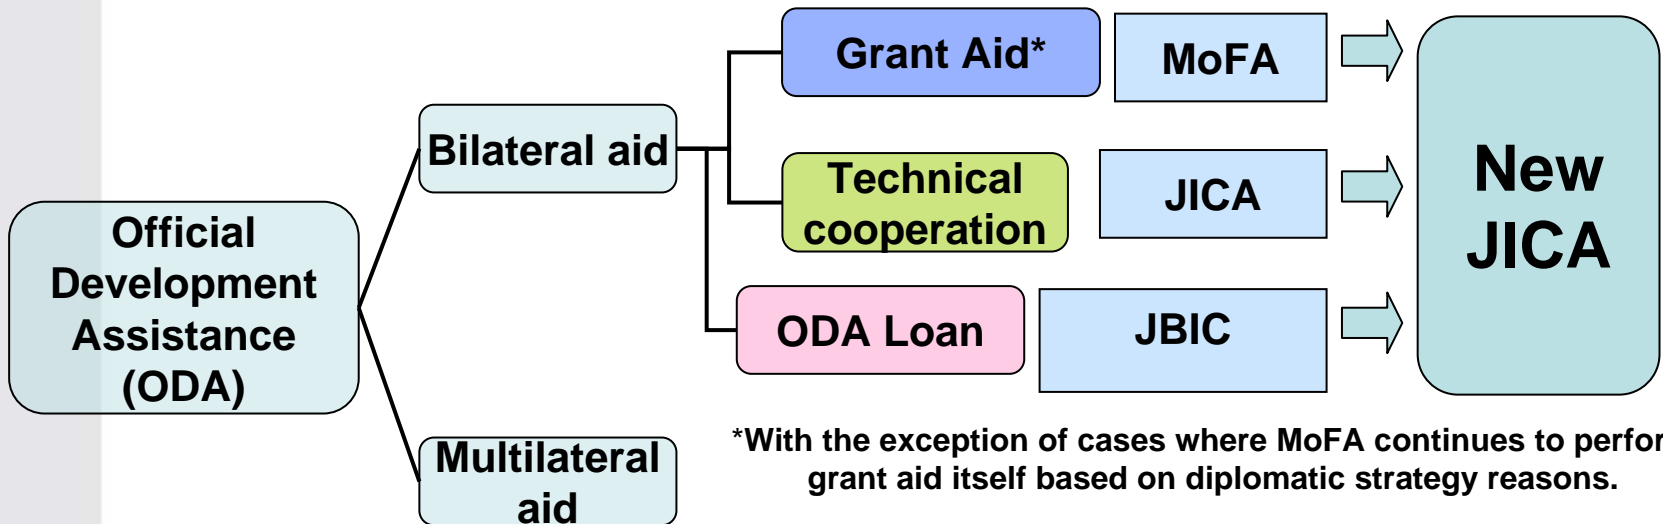 Official
Development
Assistance
(ODA)
Bilateral aid
Multilateral
aid
Grant Aid*
MoFA
Technical
cooperation
JICA
ODA Loan
JBIC
New
JICA
*With the exception of cases where MoFA continues to perfor
grant aid itself based on diplomatic strategy reasons.